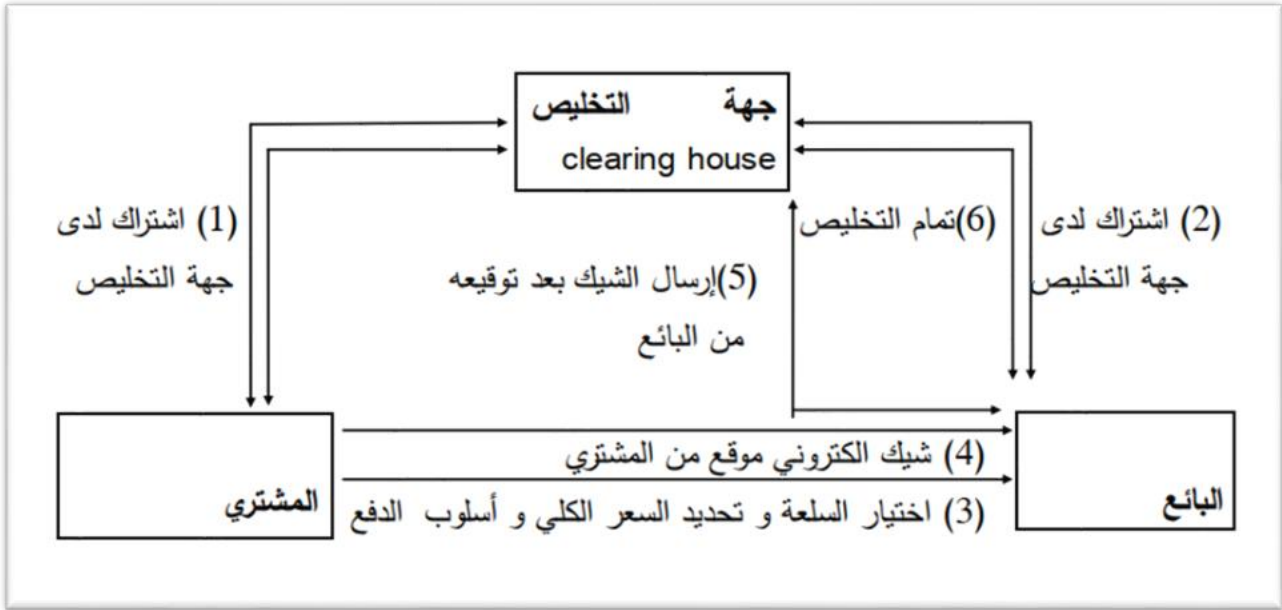 جهة التخليص
clearing house
(1) اشتراك لدى
جهة التخليص
(6)تمام التخليص
(2) اشتراك لدى
جهة التخليص
(5)إرسال الشيك بعد توقيعه
من البائع
(4) شيك الكتروني موقع من المشتري
(3) اختيار السلعة و تحديد السعر الكلي و أسلوب الدفع
المشتري
البائع